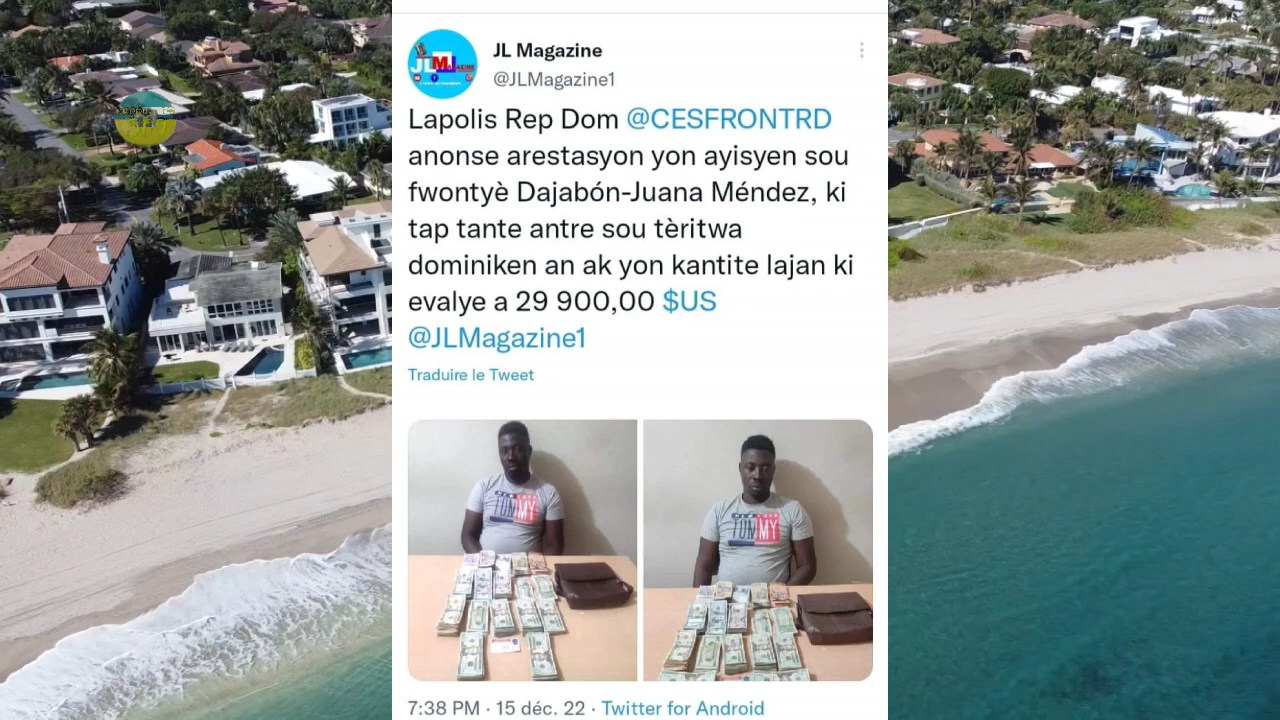 JL Magazine
@JLMagazine1
Lapolis Rep Dom @CESFRONTRD
anonse arestasyon yon ayisyen sou
fwontyè Dajabón-Juana Méndez, ki
tap tante antre sou tèritwa
dominiken an ak yon kantite lajan ki
evalye a 29 900,00 $US
@JLMagazine1
Traduire le Tweet
TOMMY
TOMMY
7:38 PM · 15 déc. 22 · Twitter for Android